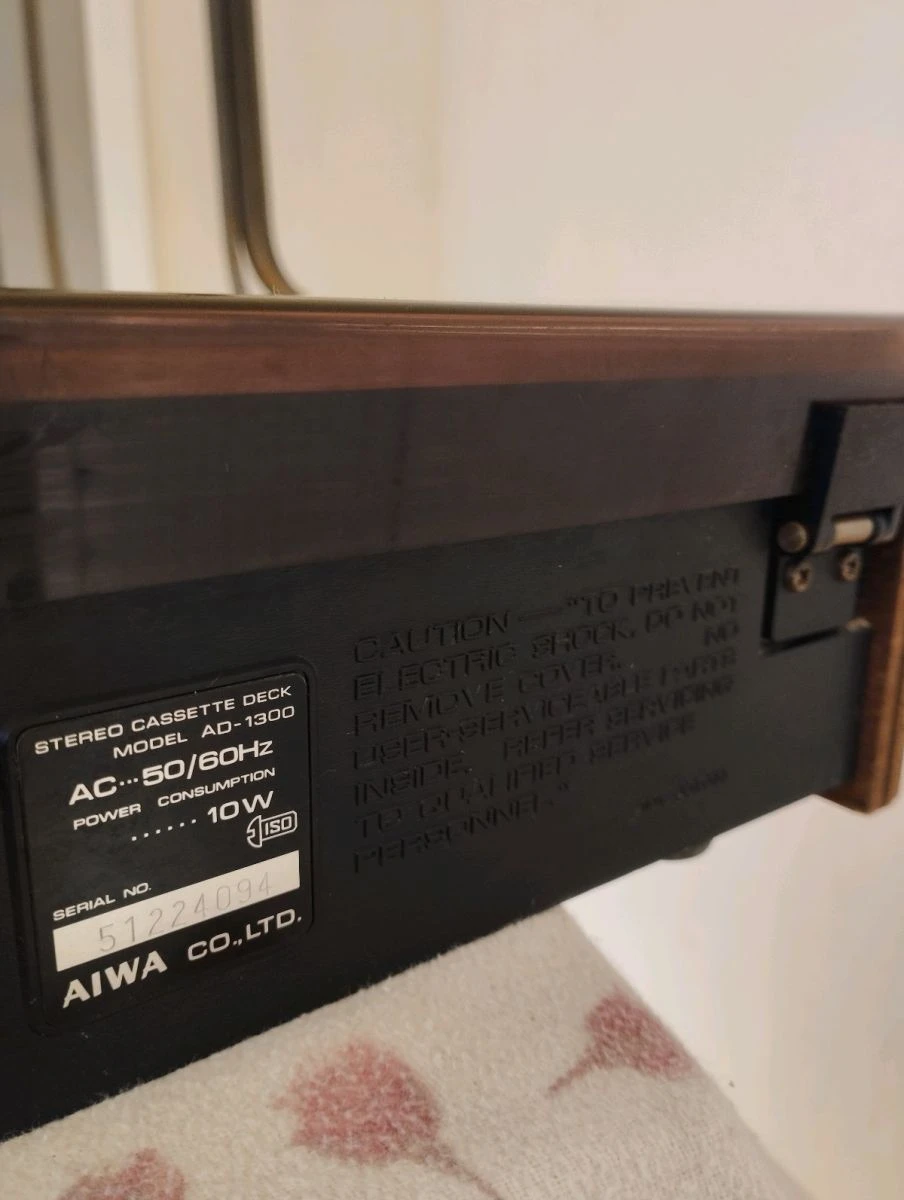 STEREO CASSETTE DECK
MODEL AD-1300
AC···50/60Hz
POWER CONSUMPTION
......10W
ISO
SERIAL NO.
51224094
AIWA CO.,LTD.
CAUTION — "TO PREVENT
ELECTRIC SHOCK, DO NOT
REMOVE COVER. NO
USER-SERVICEABLE PARTS
INSIDE. REFER SERVICING
TO QUALIFIED SERVICE
PERSONNEL."